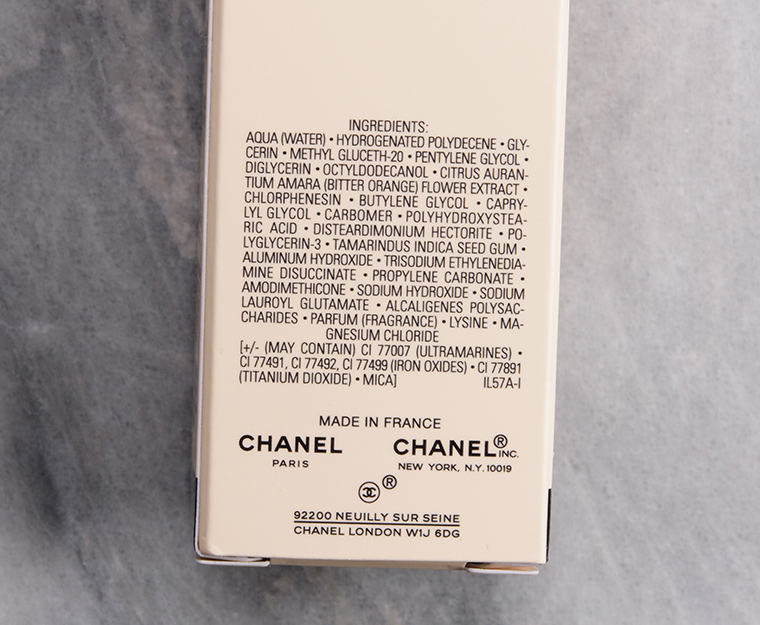 INGREDIENTS:
AQUA (WATER) • HYDROGENATED POLYDECENE • GLY-
CERIN • METHYL GLUCETH-20 • PENTYLENE GLYCOL •
DIGLYCERIN • OCTYLDODECANOL • CITRUS AURAN-
TIUM AMARA (BITTER ORANGE) FLOWER EXTRACT •
CHLORPHENESIN • BUTYLENE GLYCOL • CAPRY-
LYL GLYCOL • CARBOMER • POLYHYDROXYSTEA-
RIC ACID • DISTEARDIMONIUM HECTORITE • PO-
LYGLYCERIN-3 • TAMARINDUS INDICA SEED GUM •
ALUMINUM HYDROXIDE • TRISODIUM ETHYLENEDIA-
MINE DISUCCINATE • PROPYLENE CARBONATE •
AMODIMETHICONE • SODIUM HYDROXIDE • SODIUM
LAUROYL GLUTAMATE • ALCALIGENES POLYSAC-
CHARIDES • PARFUM (FRAGRANCE) • LYSINE • MA-
GNESIUM CHLORIDE
[+/- (MAY CONTAIN) CI 77007 (ULTRAMARINES) •
CI 77491, CI 77492, CI 77499 (IRON OXIDES) • CI 77891
(TITANIUM DIOXIDE) • MICA] IL57A-I
MADE IN FRANCE
CHANEL CHANEL® INC.
PARIS NEW YORK, N.Y. 10019
®
92200 NEUILLY SUR SEINE
CHANEL LONDON W1J 6DG